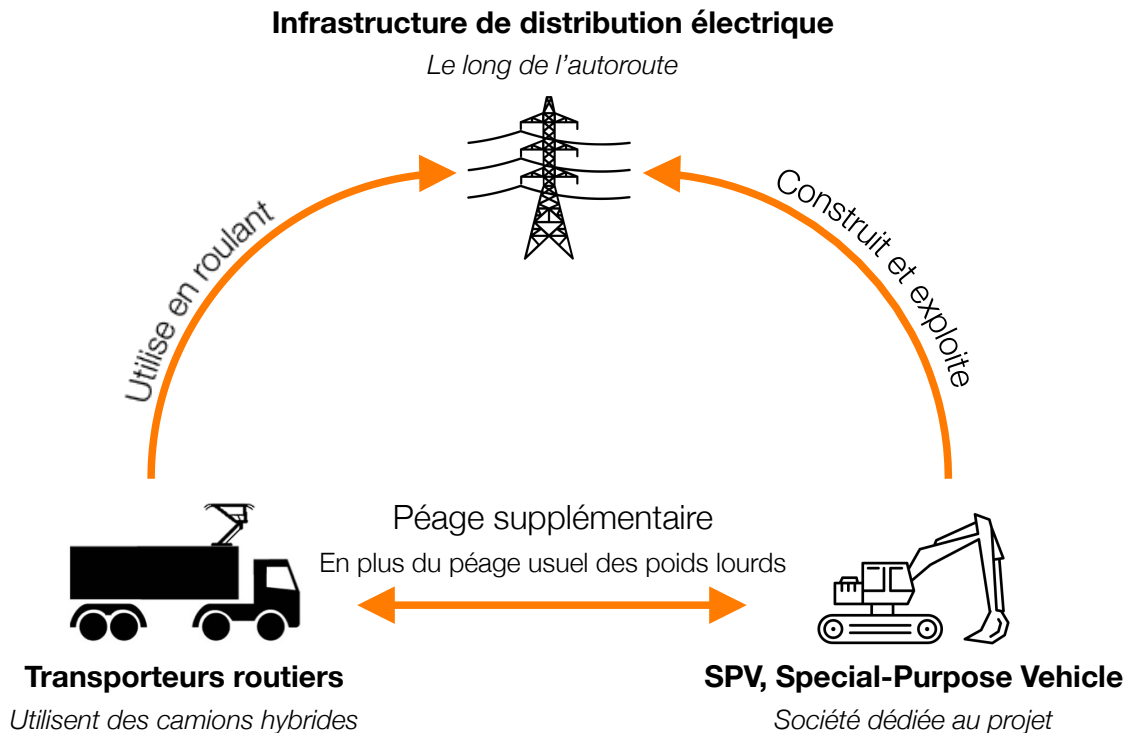 Infrastructure de distribution électrique
Le long de l'autoroute
Utilise en roulant
Construit et exploite
Péage supplémentaire
En plus du péage usuel des poids lourds
Transporteurs routiers
Utilisent des camions hybrides
SPV, Special-Purpose Vehicle
Société dédiée au projet